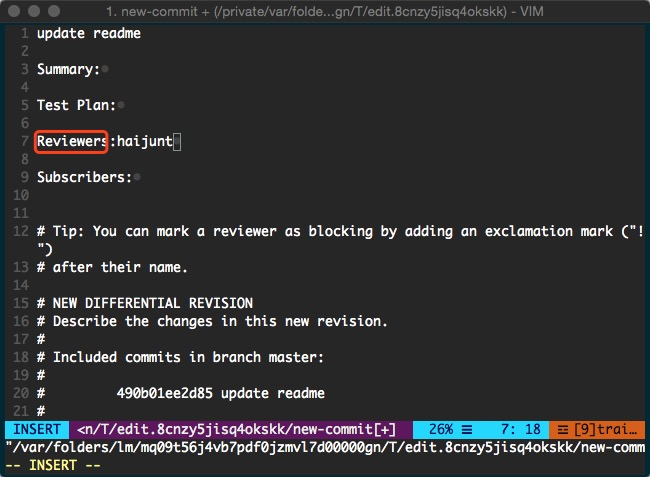 1. new-commit + (/private/var/folde...gn/T/edit.8cnzy5jisq4okskk) - VIM
1 update readme
2
3 Summary:
4
5 Test Plan:
6
7 Reviewers:haijunt
8
9 Subscribers:
10
11
12 # Tip: You can mark a reviewer as blocking by adding an exclamation mark ("!
")
13 # after their name.
14
15 # NEW DIFFERENTIAL REVISION
16 # Describe the changes in this new revision.
17 #
18 # Included commits in branch master:
19 #
20 #         490b01ee2d85 update readme
21 #
INSERT <n/T/edit.8cnzy5jisq4okskk/new-commit[+] 26% ☰ 7: 18 ☲ [9]trai…
"/var/folders/lm/mq09t56j4vb7pdf0jzmvl7d00000gn/T/edit.8cnzy5jisq4okskk/new-comm
-- INSERT --